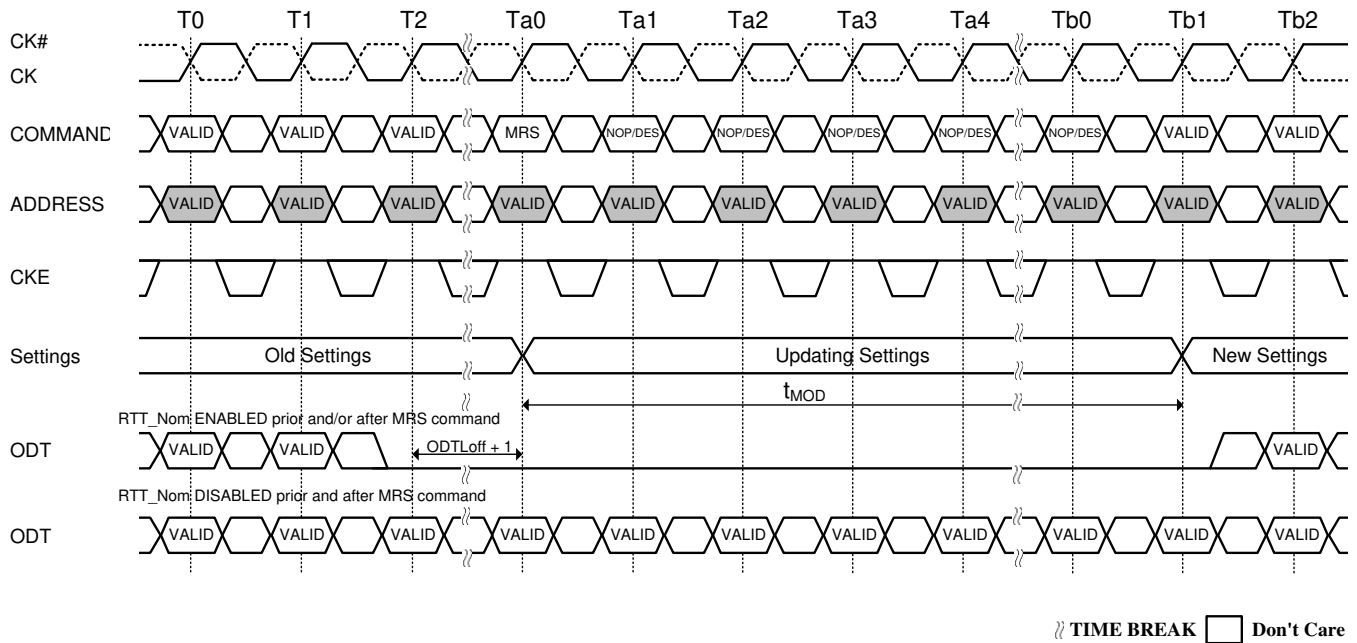 T0 T1 T2 Ta0 Ta1 Ta2 Ta3 Ta4 Tb0 Tb1 Tb2
CK#
CK
COMMAND VALID VALID VALID MRS NOP/DES NOP/DES NOP/DES NOP/DES NOP/DES VALID VALID
ADDRESS VALID VALID VALID VALID VALID VALID VALID VALID VALID VALID VALID
CKE
Settings Old Settings Updating Settings New Settings
tMOD
RTT_Nom ENABLED prior and/or after MRS command
ODT VALID VALID ODTLoff + 1 VALID
RTT_Nom DISABLED prior and after MRS command
ODT VALID VALID VALID VALID VALID VALID VALID VALID VALID VALID VALID
TIME BREAK Don't Care